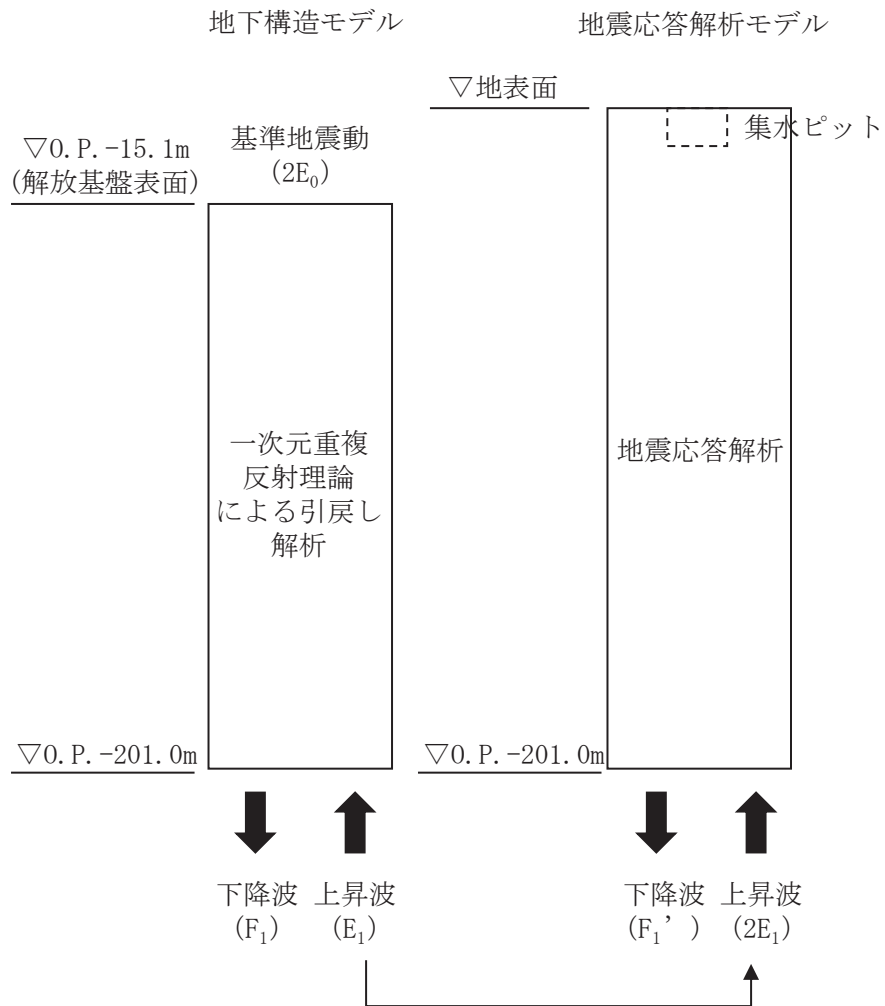 地下構造モデル
地震応答解析モデル
▽地表面
集水ピット
▽O.P.-15.1m
(解放基盤表面)
基準地震動
(2E₀)
一次元重複
反射理論
による引戻し
解析
地震応答解析
▽O.P.-201.0m
▽O.P.-201.0m
下降波
(F₁)
上昇波
(E₁)
下降波
(F₁’)
上昇波
(2E₁)